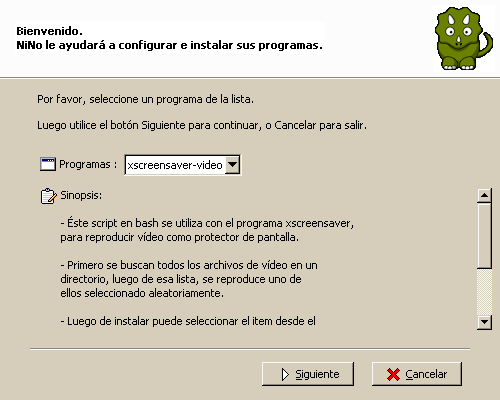 Bienvenido.
NiNo le ayudará a configurar e instalar sus programas.
Por favor, seleccione un programa de la lista.
Luego utilice el botón Siguiente para continuar, o Cancelar para salir.
Programas : xscreensaver-video
Sinopsis:
- Éste script en bash se utiliza con el programa xscreensaver,
para reproducir vídeo como protector de pantalla.
- Primero se buscan todos los archivos de vídeo en un
directorio, luego de esa lista, se reproduce uno de
ellos seleccionado aleatoriamente.
- Luego de instalar puede seleccionar el item desde el
Siguiente Cancelar